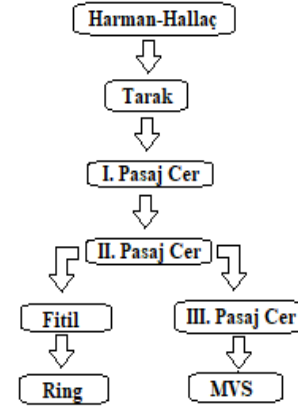 Harman-Hallaç
Tarak
I. Pasaj Cer
II. Pasaj Cer
Fitil
III. Pasaj Cer
Ring
MVS